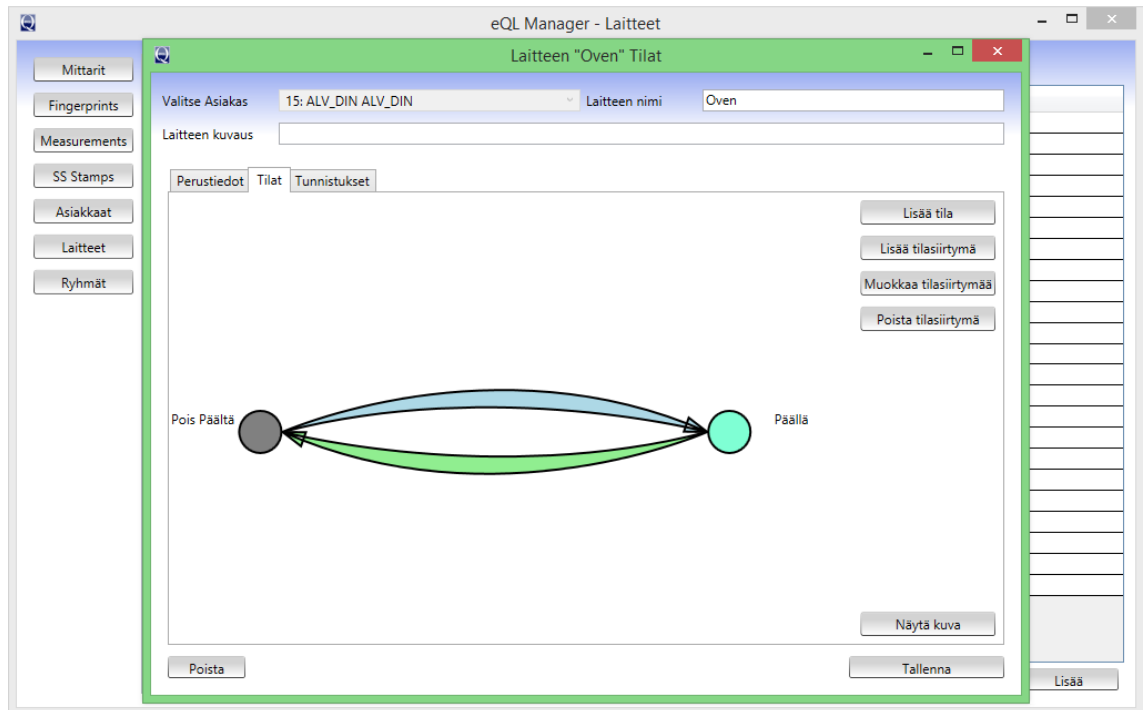 eQL Manager - Laitteet
Laitteen "Oven" Tilat
Mittarit
Fingerprints
Measurements
SS Stamps
Asiakkaat
Laitteet
Ryhmät
Valitse Asiakas 15: ALV_DIN ALV_DIN Laitteen nimi Oven
Laitteen kuvaus
Perustiedot Tilat Tunnistukset
Lisää tila
Lisää tilasiirtymä
Muokkaa tilasiirtymää
Poista tilasiirtymä
Pois Päältä Päällä
Näytä kuva
Poista Tallenna
Lisää